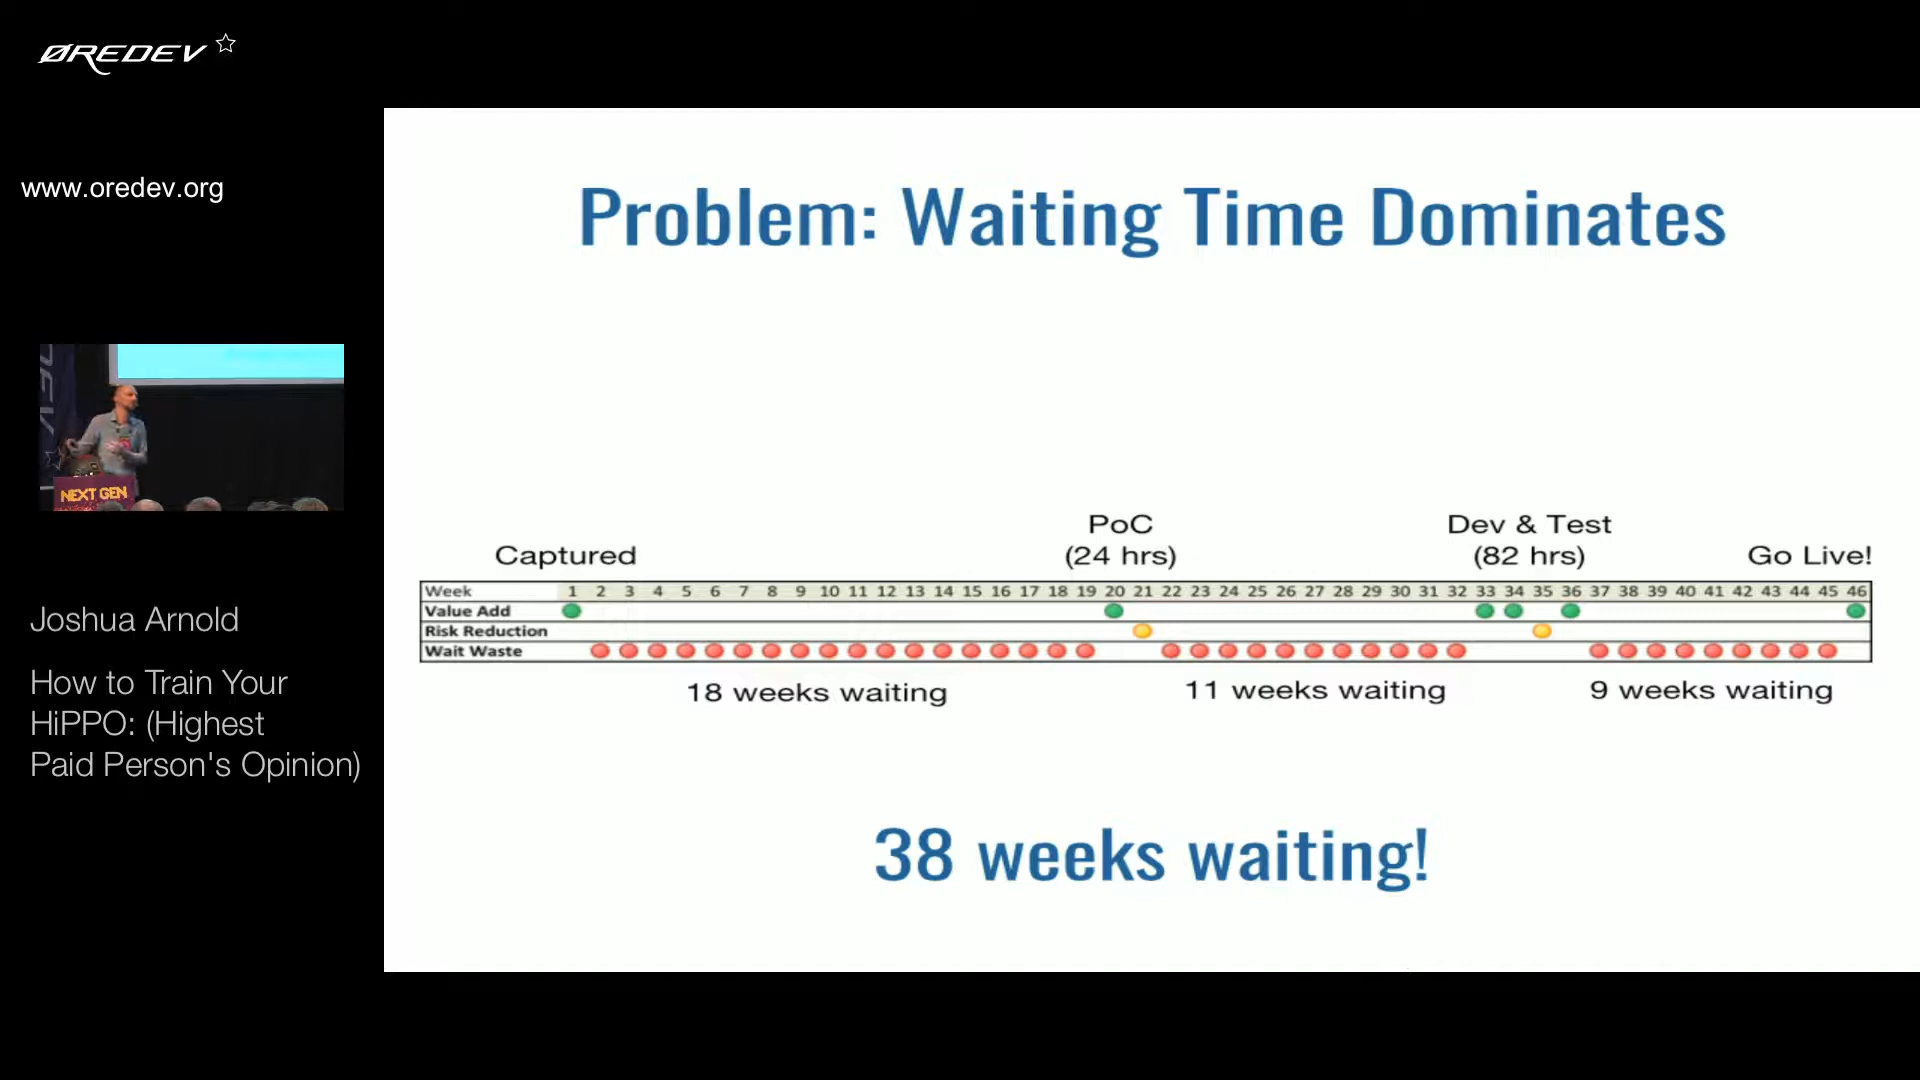 ØREDEV
www.oredev.org
NEXT GEN
Joshua Arnold
How to Train Your
HiPPO: (Highest
Paid Person's Opinion)
Problem: Waiting Time Dominates
Captured
PoC
(24 hrs)
Dev & Test
(82 hrs)
Go Live!
Week 1 2 3 4 5 6 7 8 9 10 11 12 13 14 15 16 17 18 19 20 21 22 23 24 25 26 27 28 29 30 31 32 33 34 35 36 37 38 39 40 41 42 43 44 45 46
Value Add
Risk Reduction
Wait Waste
18 weeks waiting
11 weeks waiting
9 weeks waiting
38 weeks waiting!